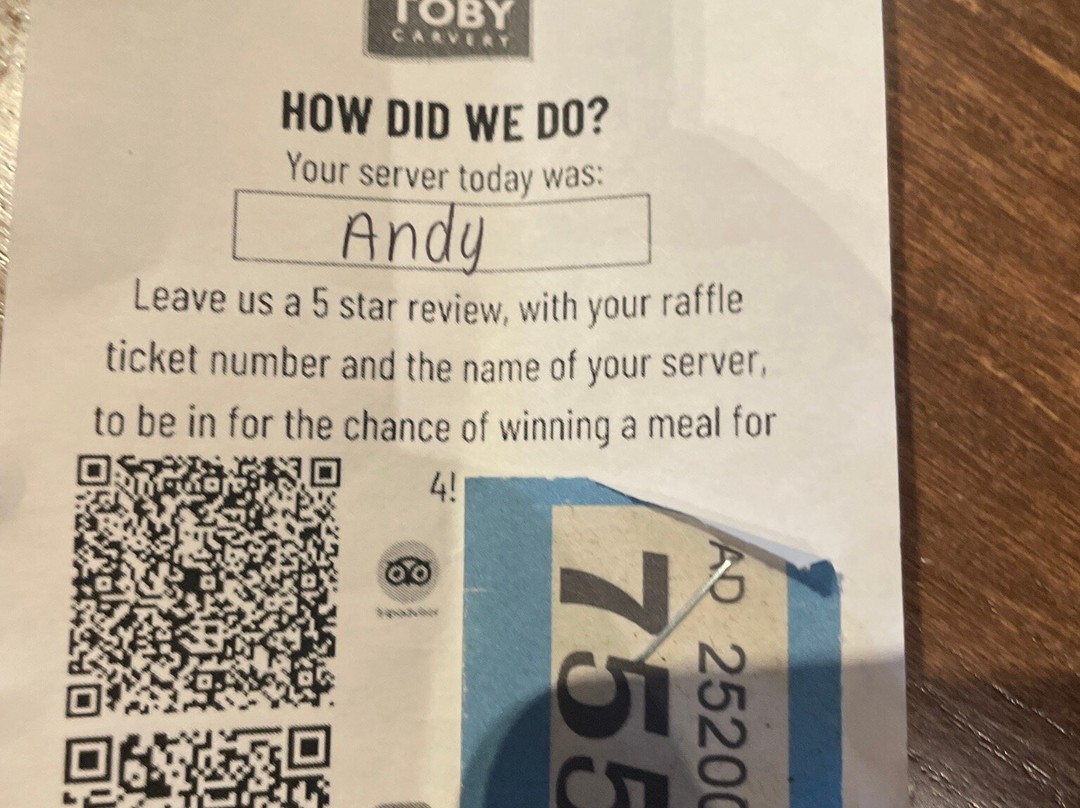 TOBY
CARVERY
HOW DID WE DO?
Your server today was:
Andy
Leave us a 5 star review, with your raffle
ticket number and the name of your server,
to be in for the chance of winning a meal for
4!
Tripadvisor
AD 2520
755